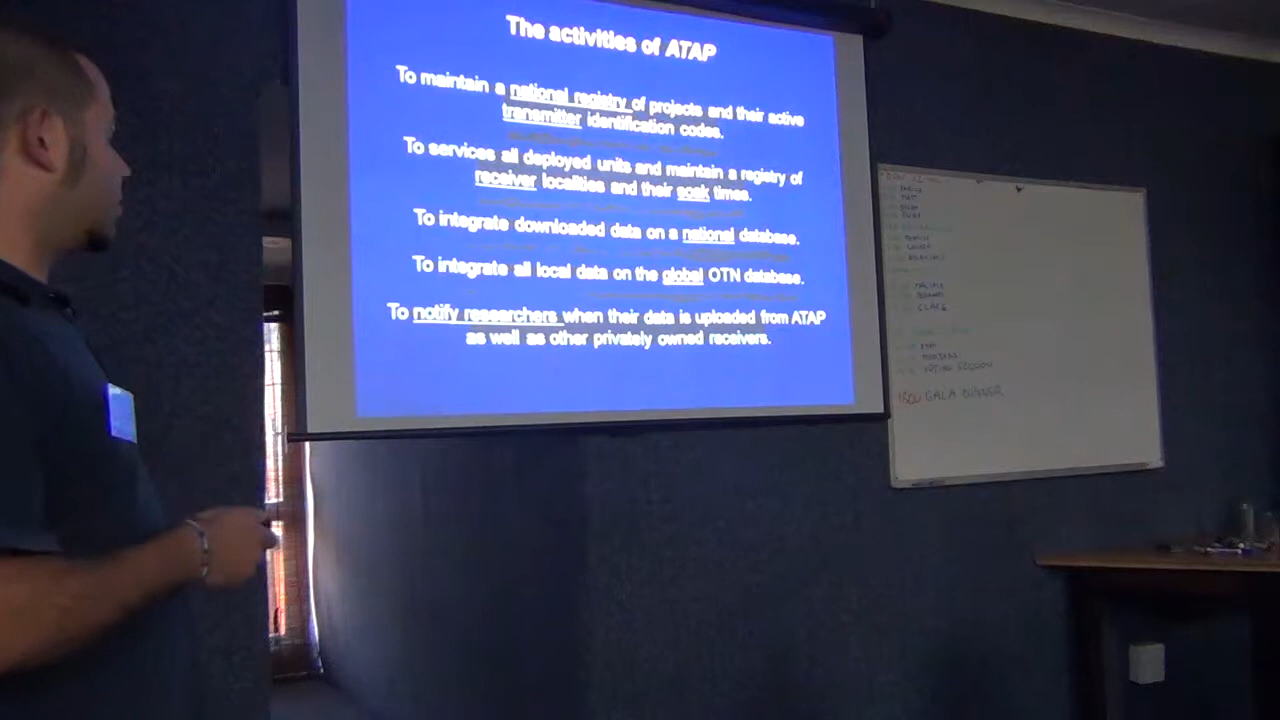 The activities of ATAP
To maintain a national registry of projects and their active
transmitter identification codes.
To services all deployed units and maintain a registry of
receiver localities and their soak times.
To integrate downloaded data on a national database.
To integrate all local data on the global OTN database.
To notify researchers when their data is uploaded from ATAP
as well as other privately owned receivers.
CLARE
VOTING SESSION
GALA DINNER